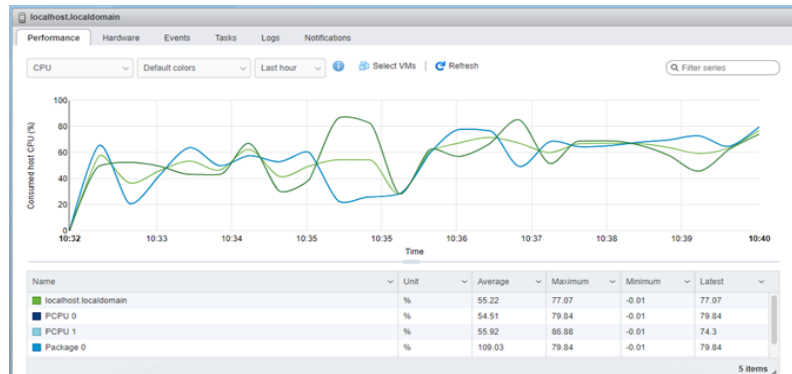 localhost.localdomain
Performance Hardware Events Tasks Logs Notifications
CPU Default colors Last hour Select VMs | Refresh Filter series
Consumed host CPU (%)
100
80
60
40
20
0
10:32 10:33 10:34 10:35 10:35 10:36 10:37 10:38 10:39 10:40
Time
Name Unit Average Maximum Minimum Latest
localhost.localdomain % 55.22 77.07 -0.01 77.07
PCPU 0 % 54.51 79.84 -0.01 79.84
PCPU 1 % 55.92 86.88 -0.01 74.3
Package 0 % 109.03 79.84 -0.01 79.84
5 items